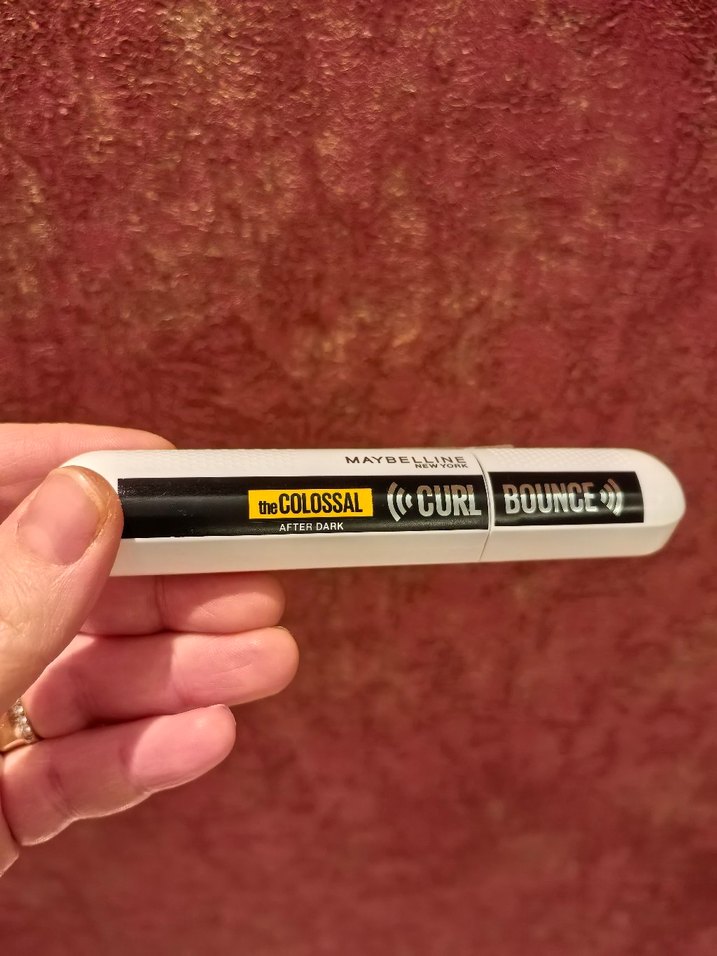 MAYBELLINE
NEW YORK
the COLOSSAL CURL BOUNCE
AFTER DARK